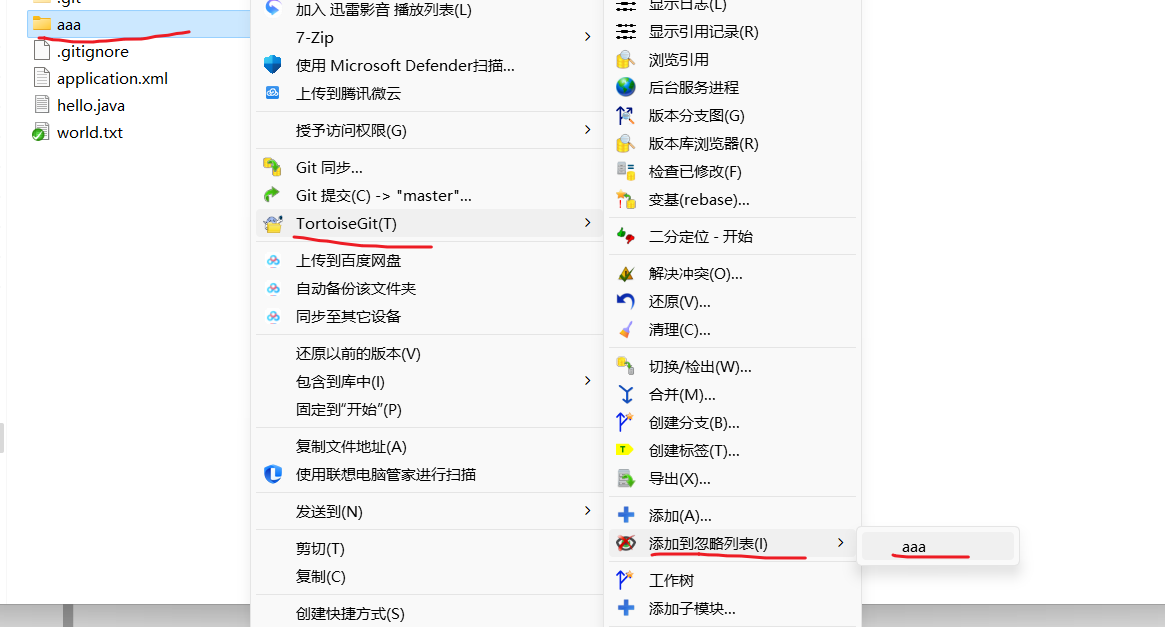 .git
aaa
.gitignore
application.xml
hello.java
world.txt
加入 迅雷影音 播放列表(L)
7-Zip
使用 Microsoft Defender扫描...
上传到腾讯微云
授予访问权限(G)
Git 同步...
Git 提交(C) -> "master"...
TortoiseGit(T)
上传到百度网盘
自动备份该文件夹
同步至其它设备
还原以前的版本(V)
包含到库中(I)
固定到“开始”(P)
复制文件地址(A)
使用联想电脑管家进行扫描
发送到(N)
剪切(T)
复制(C)
创建快捷方式(S)
显示日志(L)
显示引用记录(R)
浏览引用
后台服务进程
版本分支图(G)
版本库浏览器(R)
检查已修改(F)
变基(rebase)...
二分定位 - 开始
解决冲突(O)...
还原(V)...
清理(C)...
切换/检出(W)...
合并(M)...
创建分支(B)...
创建标签(T)...
导出(X)...
添加(A)...
添加到忽略列表(I)
工作树
添加子模块...
aaa